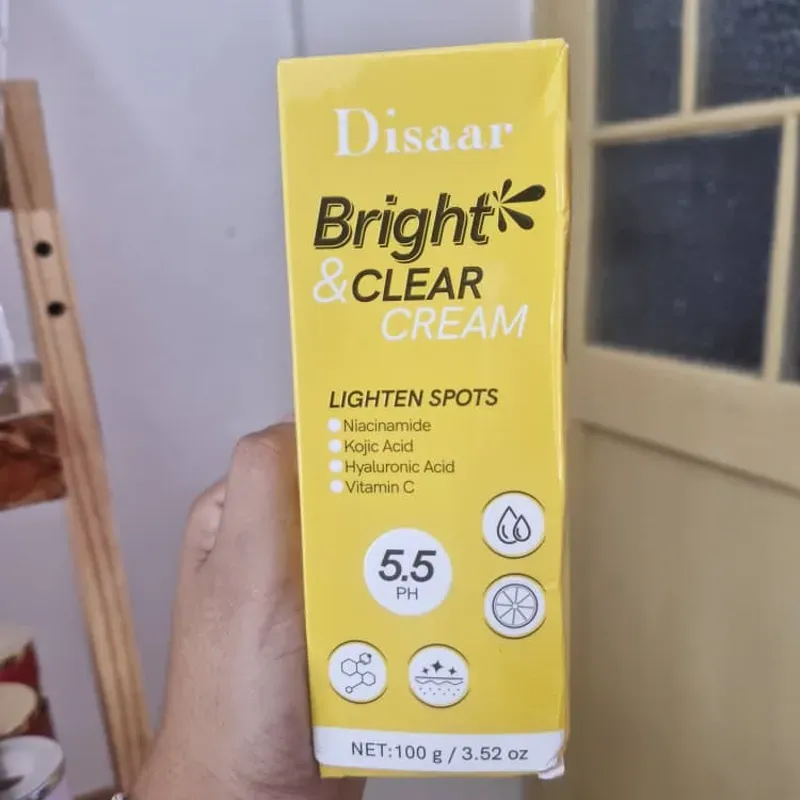 Disaar
Bright
& CLEAR
CREAM
LIGHTEN SPOTS
Niacinamide
Kojic Acid
Hyaluronic Acid
Vitamin C
5.5
PH
NET:100 g / 3.52 oz